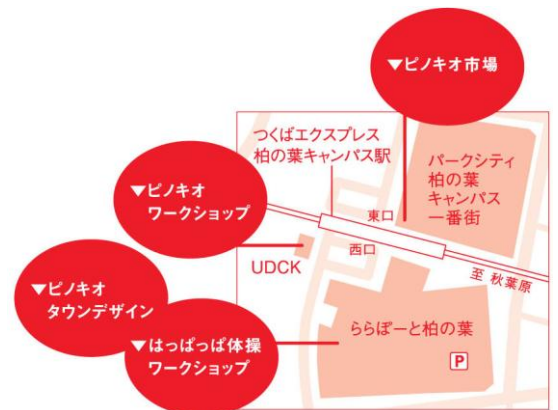 ▼ピノキオ市場
つくばエクスプレス
柏の葉キャンパス駅
パークシティ
柏の葉
キャンパス
一番街
▼ピノキオ
ワークショップ
東口
西口
UDCK
至 秋葉原
▼ピノキオ
タウンデザイン
▼はっぱっぱ体操
ワークショップ
ららぽーと柏の葉
P